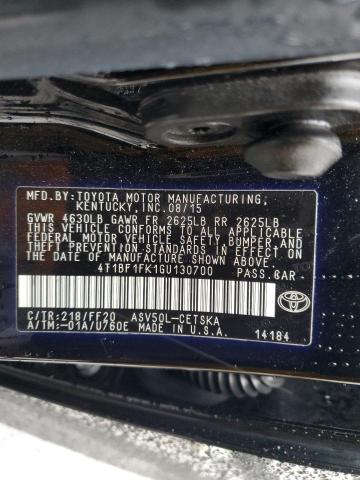 MFD.BY:TOYOTA MOTOR MANUFACTURING,
KENTUCKY, INC. 08/15
GVWR 4630LB GAWR FR 2625LB RR 2625LB
THIS VEHICLE CONFORMS TO ALL APPLICABLE
FEDERAL MOTOR VEHICLE SAFETY, BUMPER, AND
THEFT PREVENTION STANDARDS IN EFFECT ON
THE DATE OF MANUFACTURE SHOWN ABOVE.
4T1BF1FK1GU130700 PASS.CAR
C/TR:218/FF20 ASV50L-CETSKA
A/TM:-01A/U760E MADE IN U.S.A. 14184
TOYOTA